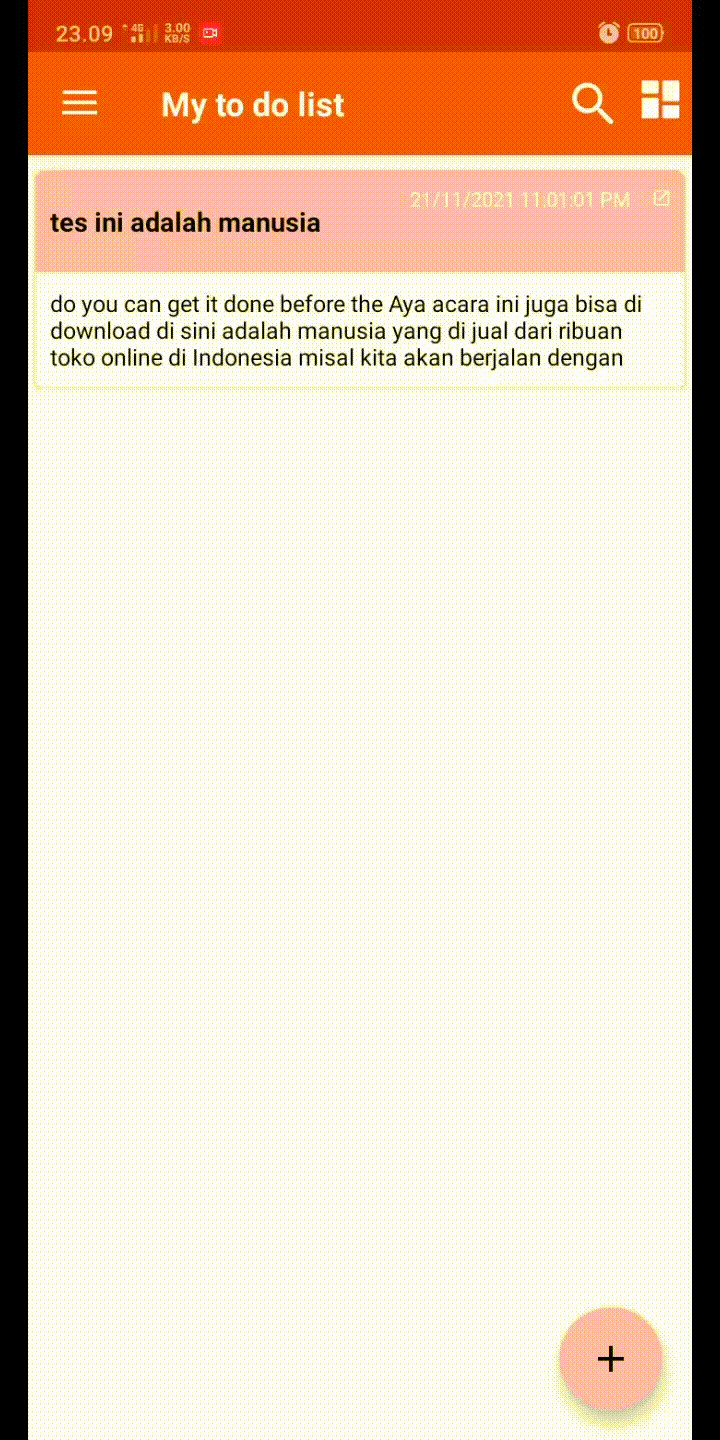 23.09 4G 3.00 KB/S 100
My to do list
21/11/2021 11:01:01 PM
tes ini adalah manusia
do you can get it done before the Aya acara ini juga bisa di
download di sini adalah manusia yang di jual dari ribuan
toko online di Indonesia misal kita akan berjalan dengan
+